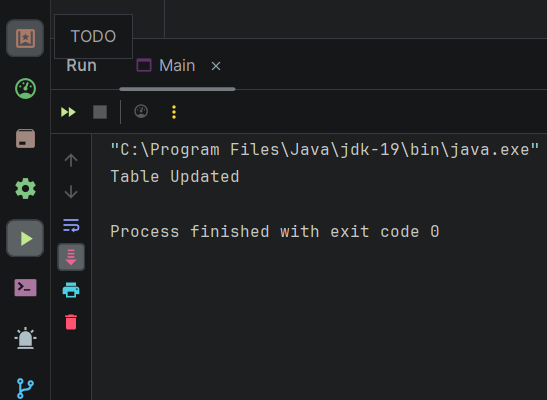 TODO
Run
Main
"C:\Program Files\Java\jdk-19\bin\java.exe"
Table Updated
Process finished with exit code 0